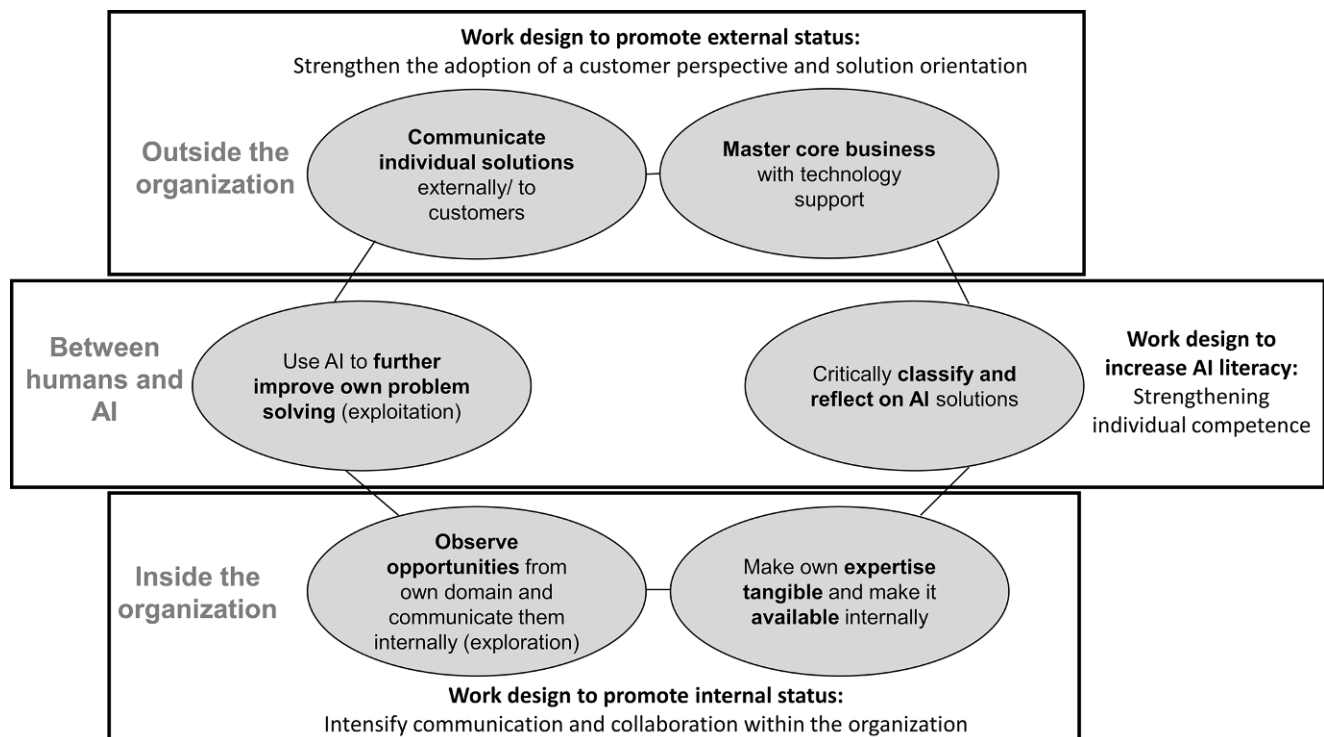 Work design to promote external status:
Strengthen the adoption of a customer perspective and solution orientation
Outside the
organization
Communicate
individual solutions
externally/ to
customers
Master core business
with technology
support
Between
humans and
AI
Use AI to further
improve own problem
solving (exploitation)
Critically classify and
reflect on AI solutions
Work design to
increase AI literacy:
Strengthening
individual competence
Inside the
organization
Observe
opportunities from
own domain and
communicate them
internally (exploration)
Make own expertise
tangible and make it
available internally
Work design to promote internal status:
Intensify communication and collaboration within the organization